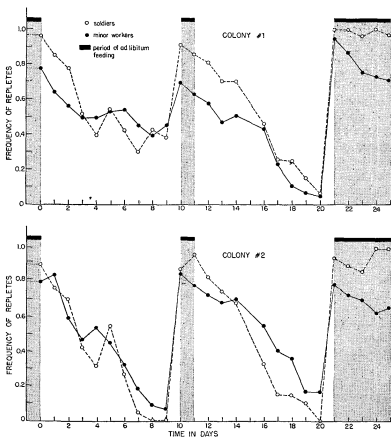 soldiers
minor workers
period of ad libitum
feeding
COLONY #1
FREQUENCY OF REPLETES
1.0
0.8
0.6
0.4
0.2
0
0 2 4 6 8 10 12 14 16 18 20 22 24
COLONY #2
FREQUENCY OF REPLETES
1.0
0.8
0.6
0.4
0.2
0
0 2 4 6 8 10 12 14 16 18 20 22 24
TIME IN DAYS